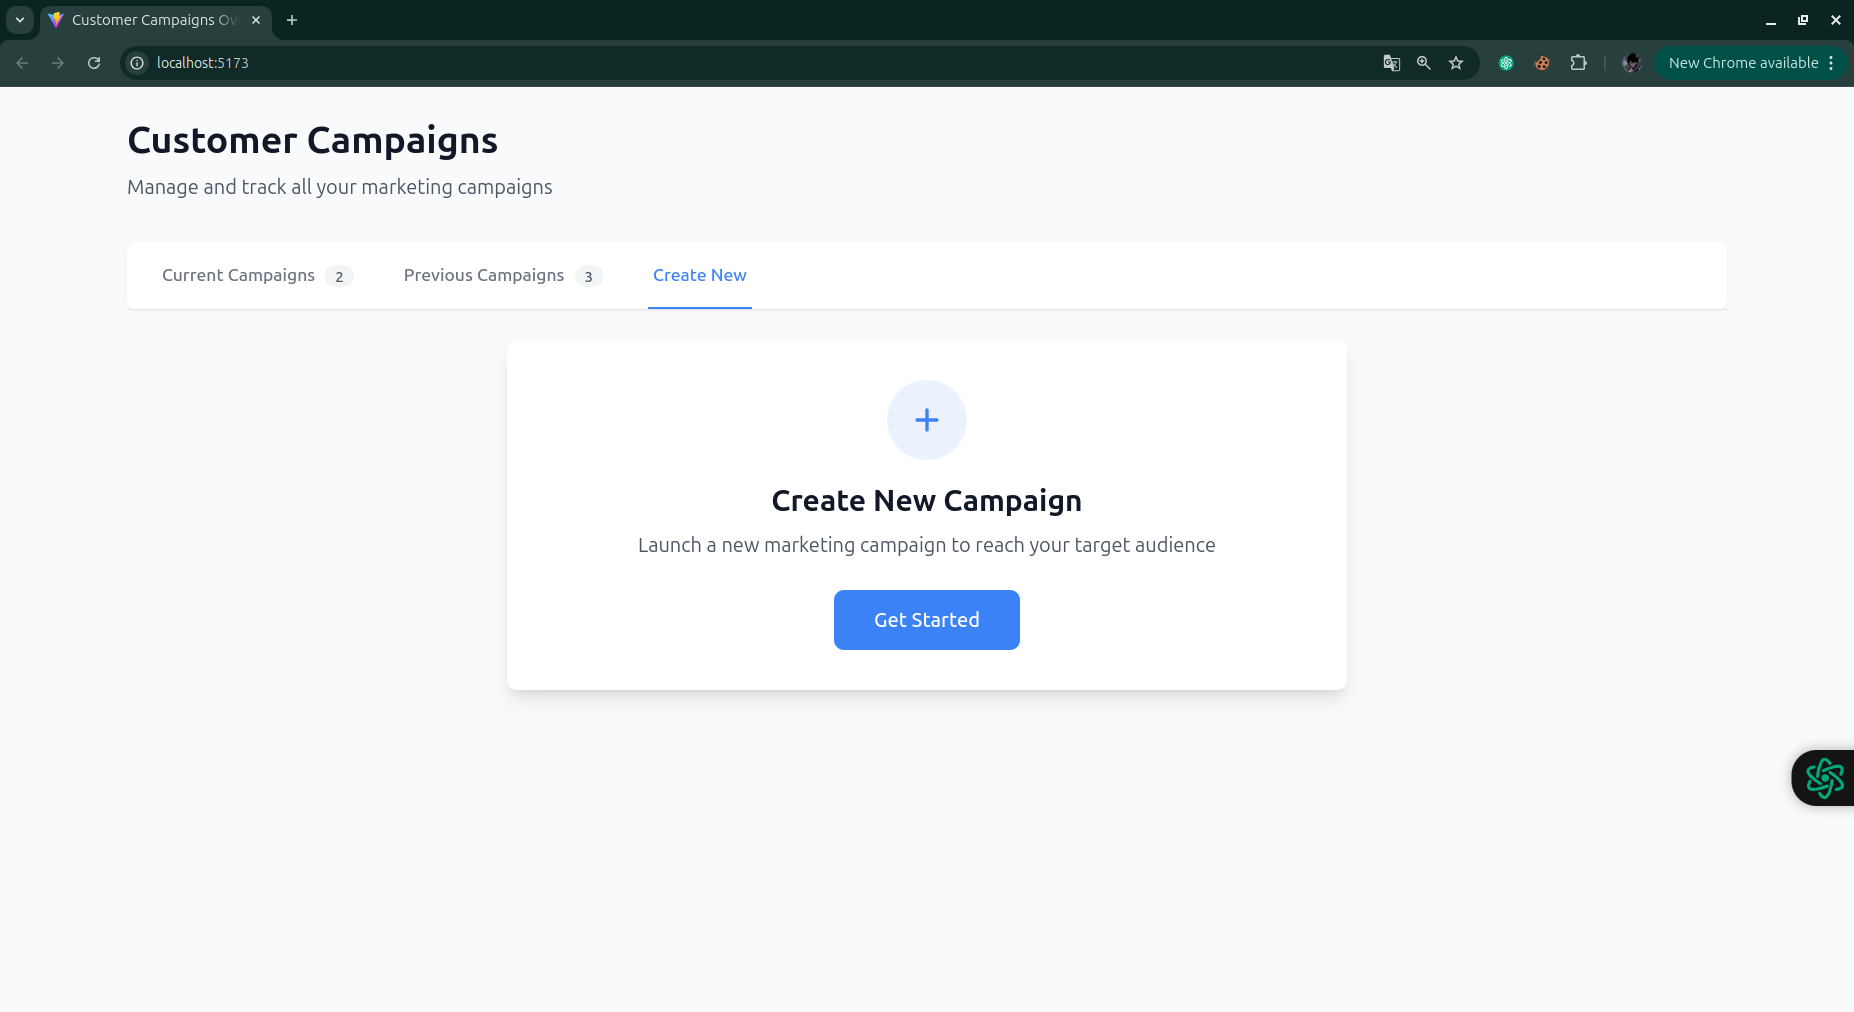 Customer Campaigns Ov
localhost:5173
New Chrome available
Customer Campaigns
Manage and track all your marketing campaigns
Current Campaigns 2 Previous Campaigns 3 Create New
Create New Campaign
Launch a new marketing campaign to reach your target audience
Get Started